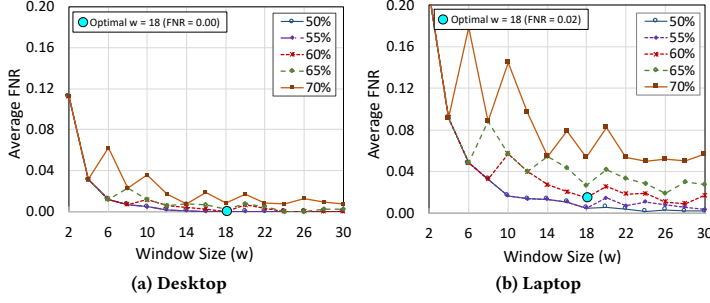 0.20
0.16
0.12
0.08
0.04
0.00
Average FNR
Optimal w = 18 (FNR = 0.00)
50%
55%
60%
65%
70%
2 6 10 14 18 22 26 30
Window Size (w)
(a) Desktop
0.20
0.16
0.12
0.08
0.04
0.00
Average FNR
Optimal w = 18 (FNR = 0.02)
50%
55%
60%
65%
70%
2 6 10 14 18 22 26 30
Window Size (w)
(b) Laptop